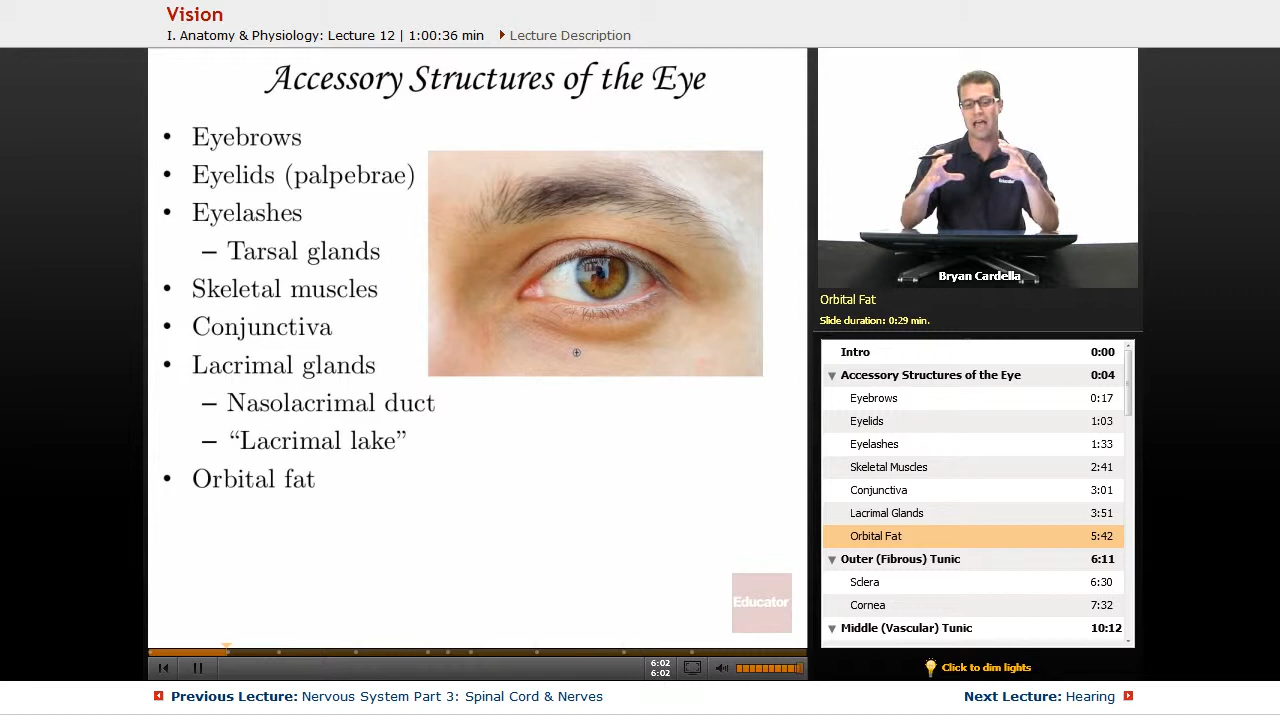 Vision
I. Anatomy & Physiology: Lecture 12 | 1:00:36 min
Lecture Description
Accessory Structures of the Eye
• Eyebrows
• Eyelids (palpebrae)
• Eyelashes
– Tarsal glands
• Skeletal muscles
• Conjunctiva
• Lacrimal glands
– Nasolacrimal duct
– “Lacrimal lake”
• Orbital fat
Educator
Bryan Cardella
Orbital Fat
Slide duration: 0:29 min.
Intro 0:00
Accessory Structures of the Eye 0:04
Eyebrows 0:17
Eyelids 1:03
Eyelashes 1:33
Skeletal Muscles 2:41
Conjunctiva 3:01
Lacrimal Glands 3:51
Orbital Fat 5:42
Outer (Fibrous) Tunic 6:11
Sclera 6:30
Cornea 7:32
Middle (Vascular) Tunic 10:12
6:02
6:02
Click to dim lights
Previous Lecture: Nervous System Part 3: Spinal Cord & Nerves
Next Lecture: Hearing